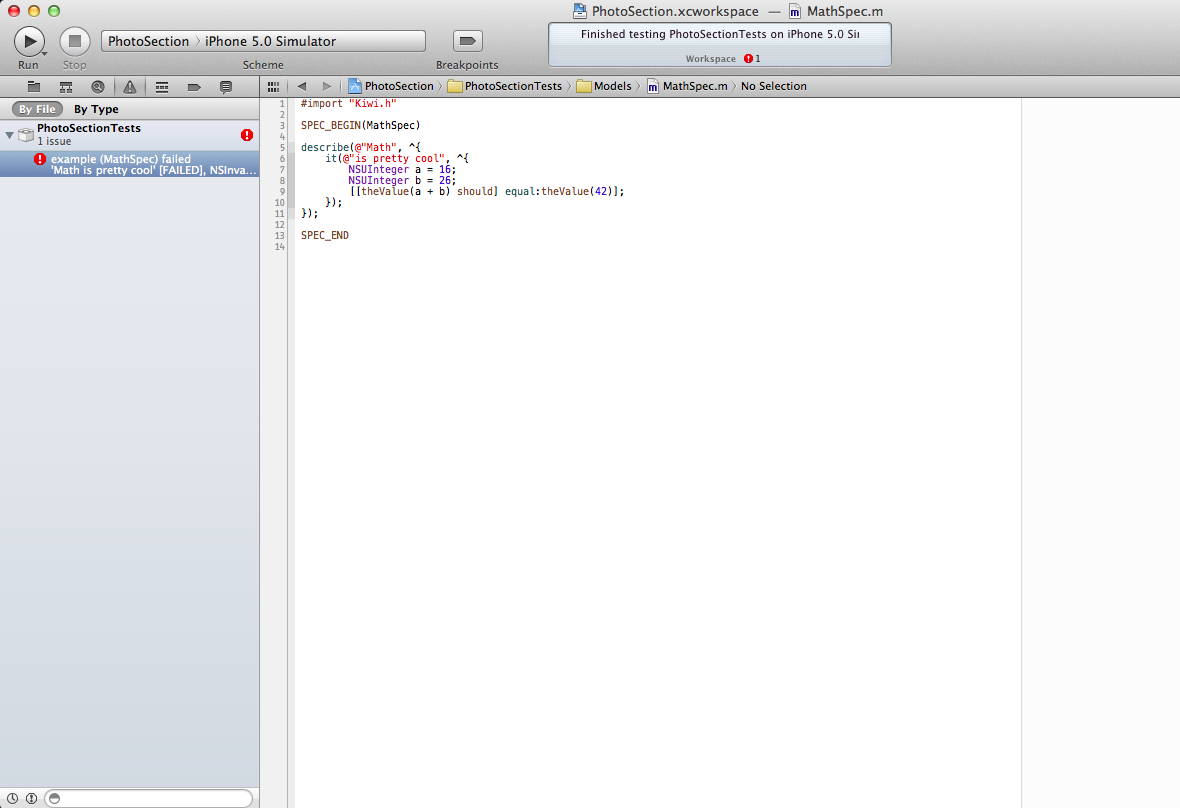 PhotoSection.xcworkspace — MathSpec.m
PhotoSection › iPhone 5.0 Simulator
Finished testing PhotoSectionTests on iPhone 5.0 Si
Workspace 1
Run
Stop
Scheme
Breakpoints
PhotoSection › PhotoSectionTests › Models › m MathSpec.m › No Selection
By File By Type
PhotoSectionTests
1 issue
example (MathSpec) failed
'Math is pretty cool' [FAILED], NSInva...
1 #import "Kiwi.h"
2
3 SPEC_BEGIN(MathSpec)
4
5 describe(@"Math", ^{
6     it(@"is pretty cool", ^{
7         NSUInteger a = 16;
8         NSUInteger b = 26;
9         [[theValue(a + b) should] equal:theValue(42)];
10     });
11 });
12
13 SPEC_END
14